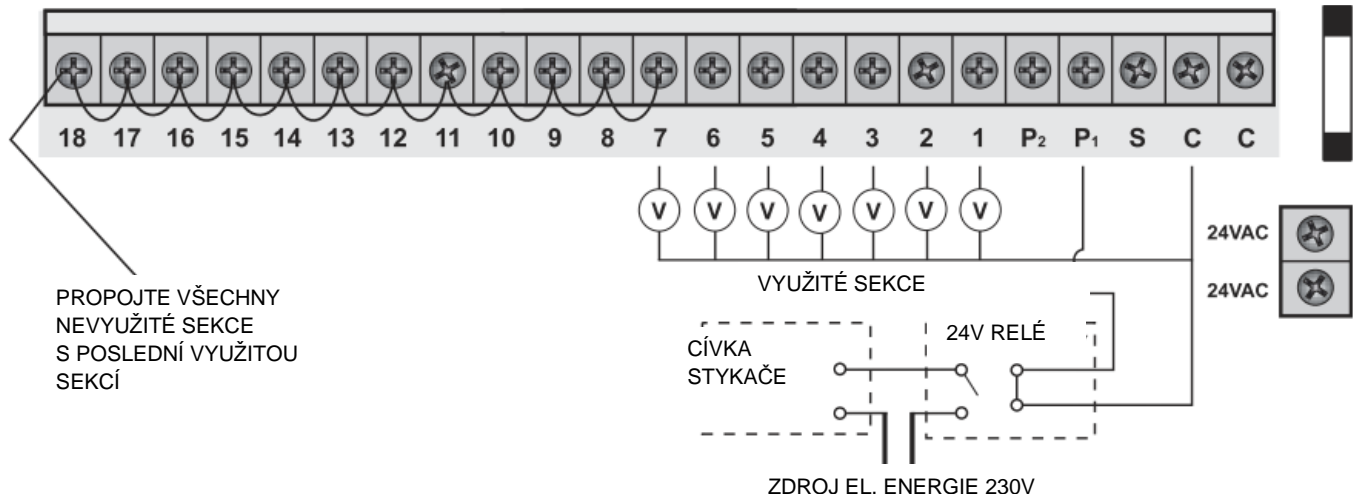 18 17 16 15 14 13 12 11 10 9 8 7 6 5 4 3 2 1 P2 P1 S C C
V V V V V V V
24VAC
24VAC
VYUŽITÉ SEKCE
PROPOJTE VŠECHNY
NEVYUŽITÉ SEKCE
S POSLEDNÍ VYUŽITOU
SEKCÍ
CÍVKA
STYKAČE
24V RELÉ
ZDROJ EL. ENERGIE 230V